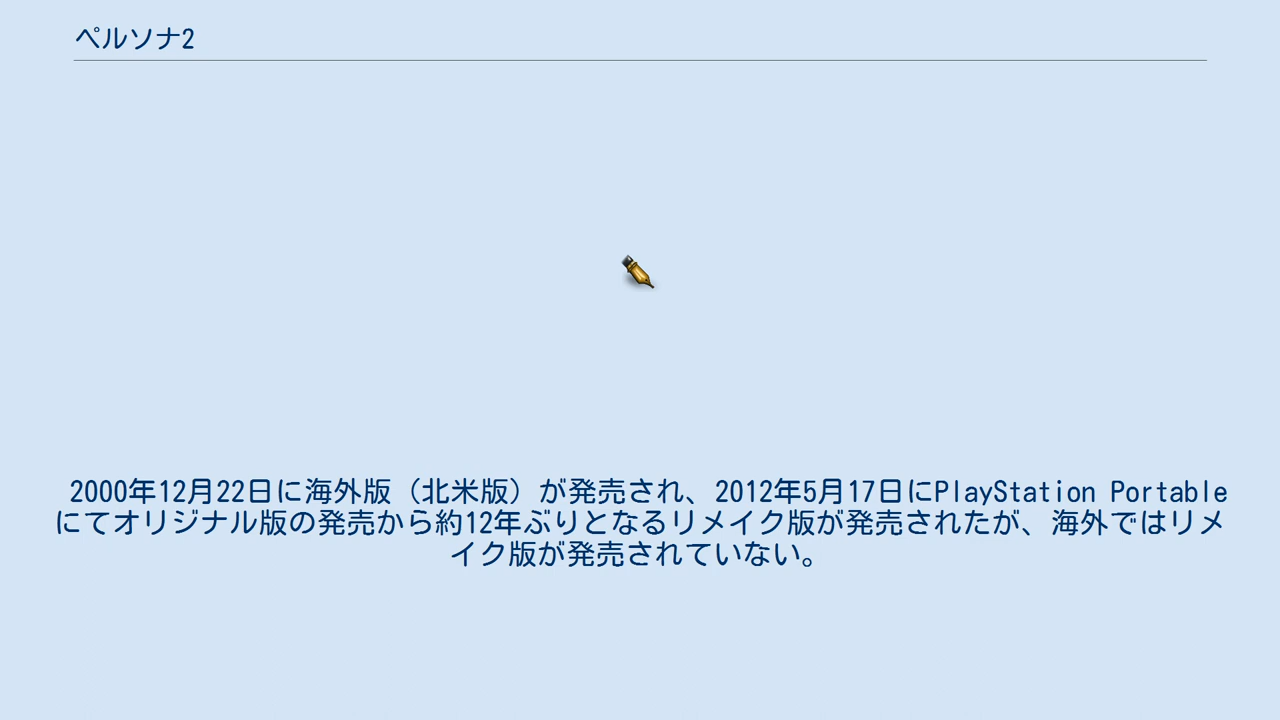 ペルソナ2
2000年12月22日に海外版（北米版）が発売され、2012年5月17日にPlayStation Portable
にてオリジナル版の発売から約12年ぶりとなるリメイク版が発売されたが、海外ではリメ
イク版が発売されていない。